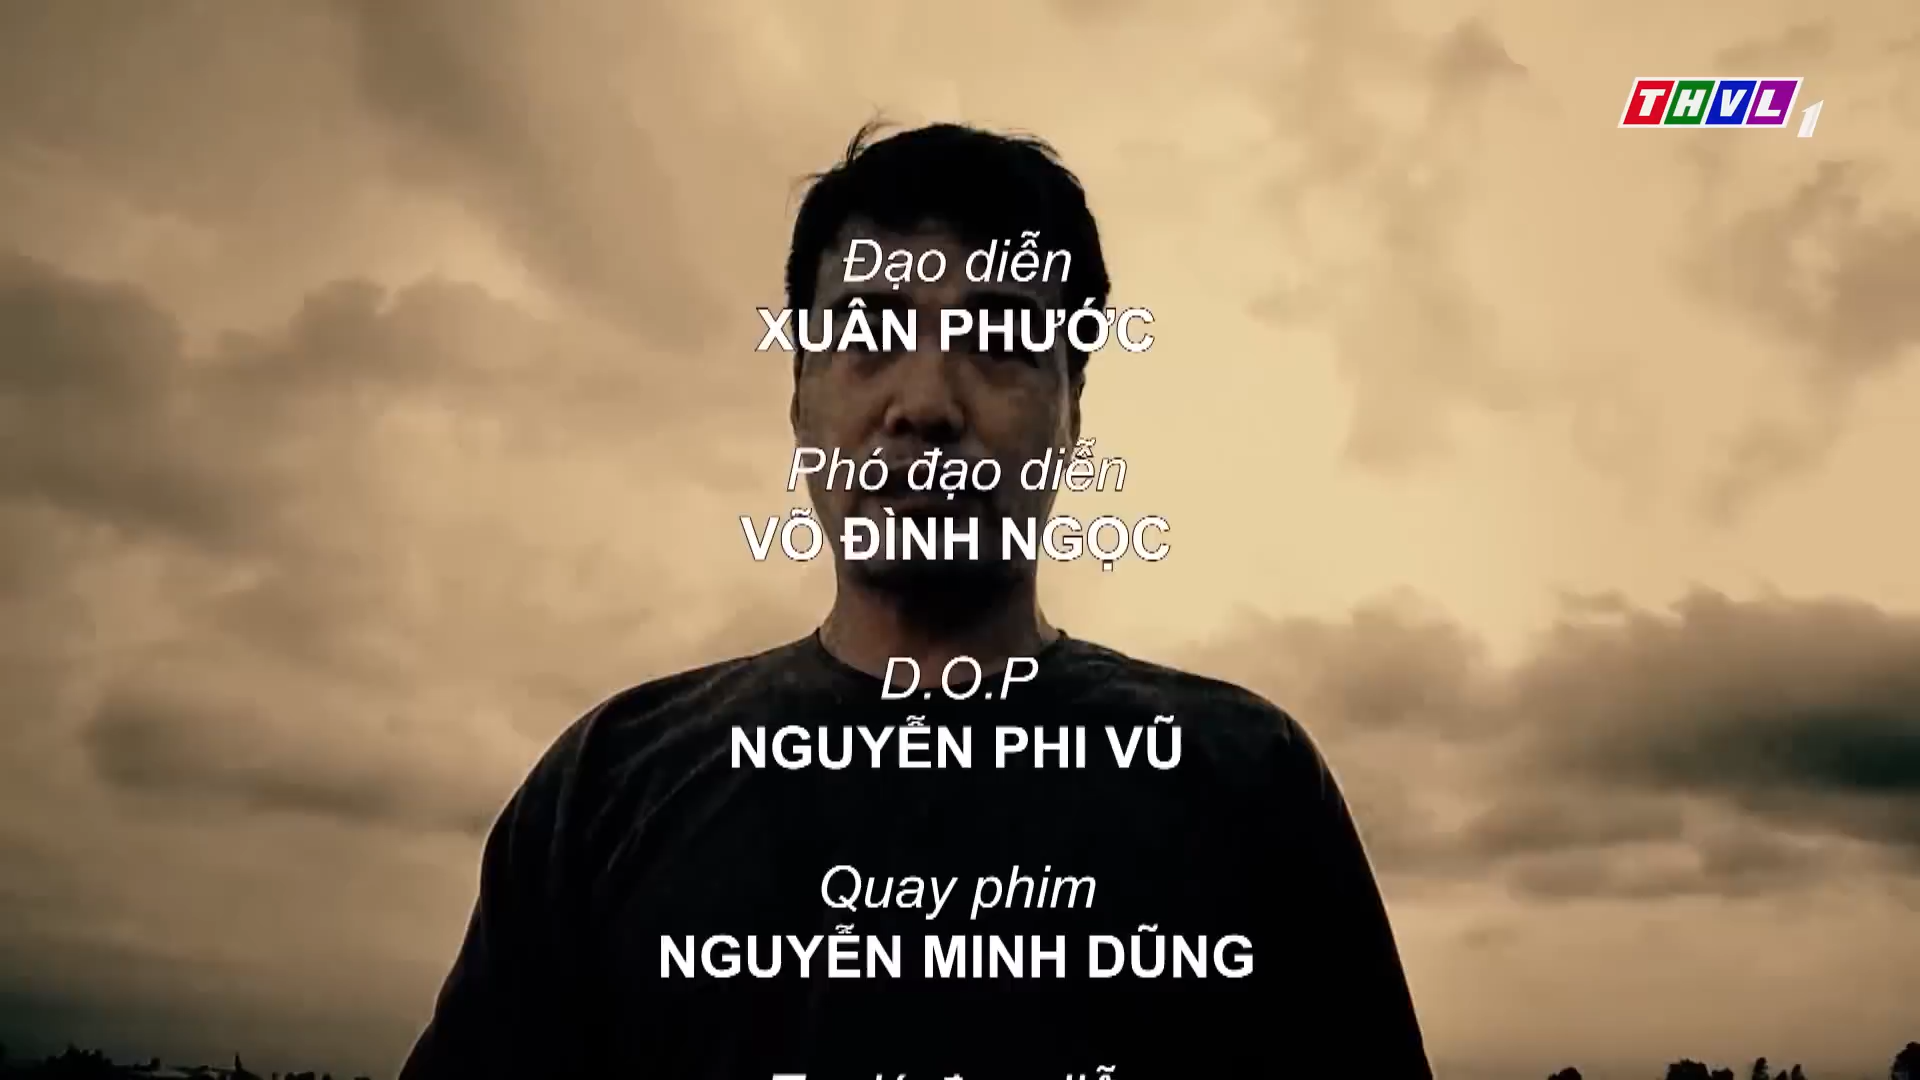 THVL1
Đạo diễn
XUÂN PHƯỚC
Phó đạo diễn
VÕ ĐÌNH NGỌC
D.O.P
NGUYỄN PHI VŨ
Quay phim
NGUYỄN MINH DŨNG